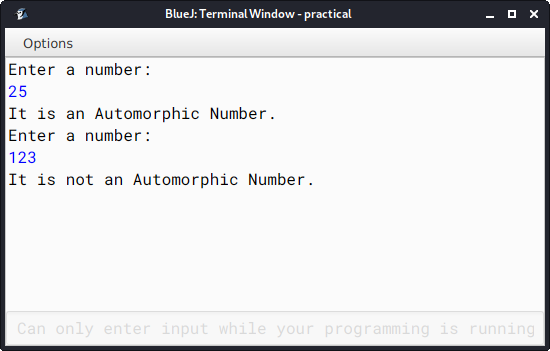 BlueJ: Terminal Window - practical
Options
Enter a number:
25
It is an Automorphic Number.
Enter a number:
123
It is not an Automorphic Number.
Can only enter input while your programming is running